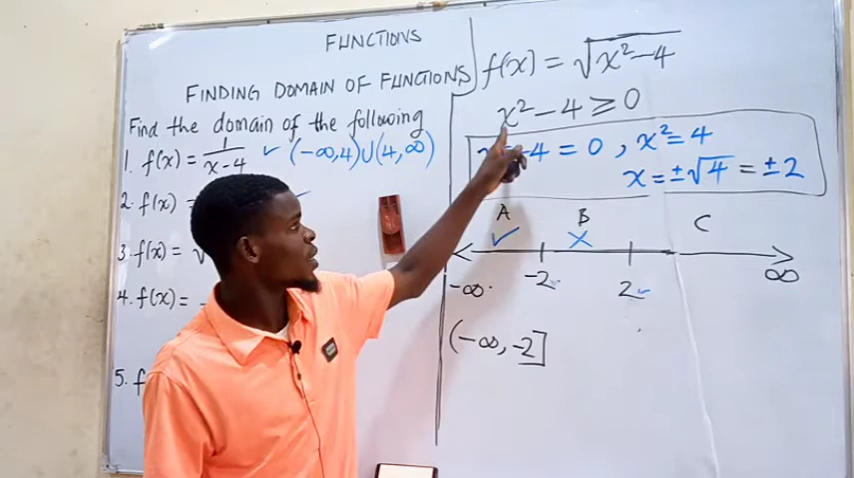 FUNCTIONS
FINDING DOMAIN OF FUNCTIONS
Find the domain of the following
1. f(x) = 1/(x-4) ✓ (-∞,4)∪(4,∞)
2. f(x) =
3. f(x) = √
4. f(x) =
5. f
f(x) = √(x²-4)
x² - 4 ≥ 0
-4 = 0 , x² = 4
x = ±√4 = ±2
A B C
✓ ✗
-∞ -2 2 ∞
(-∞, -2]